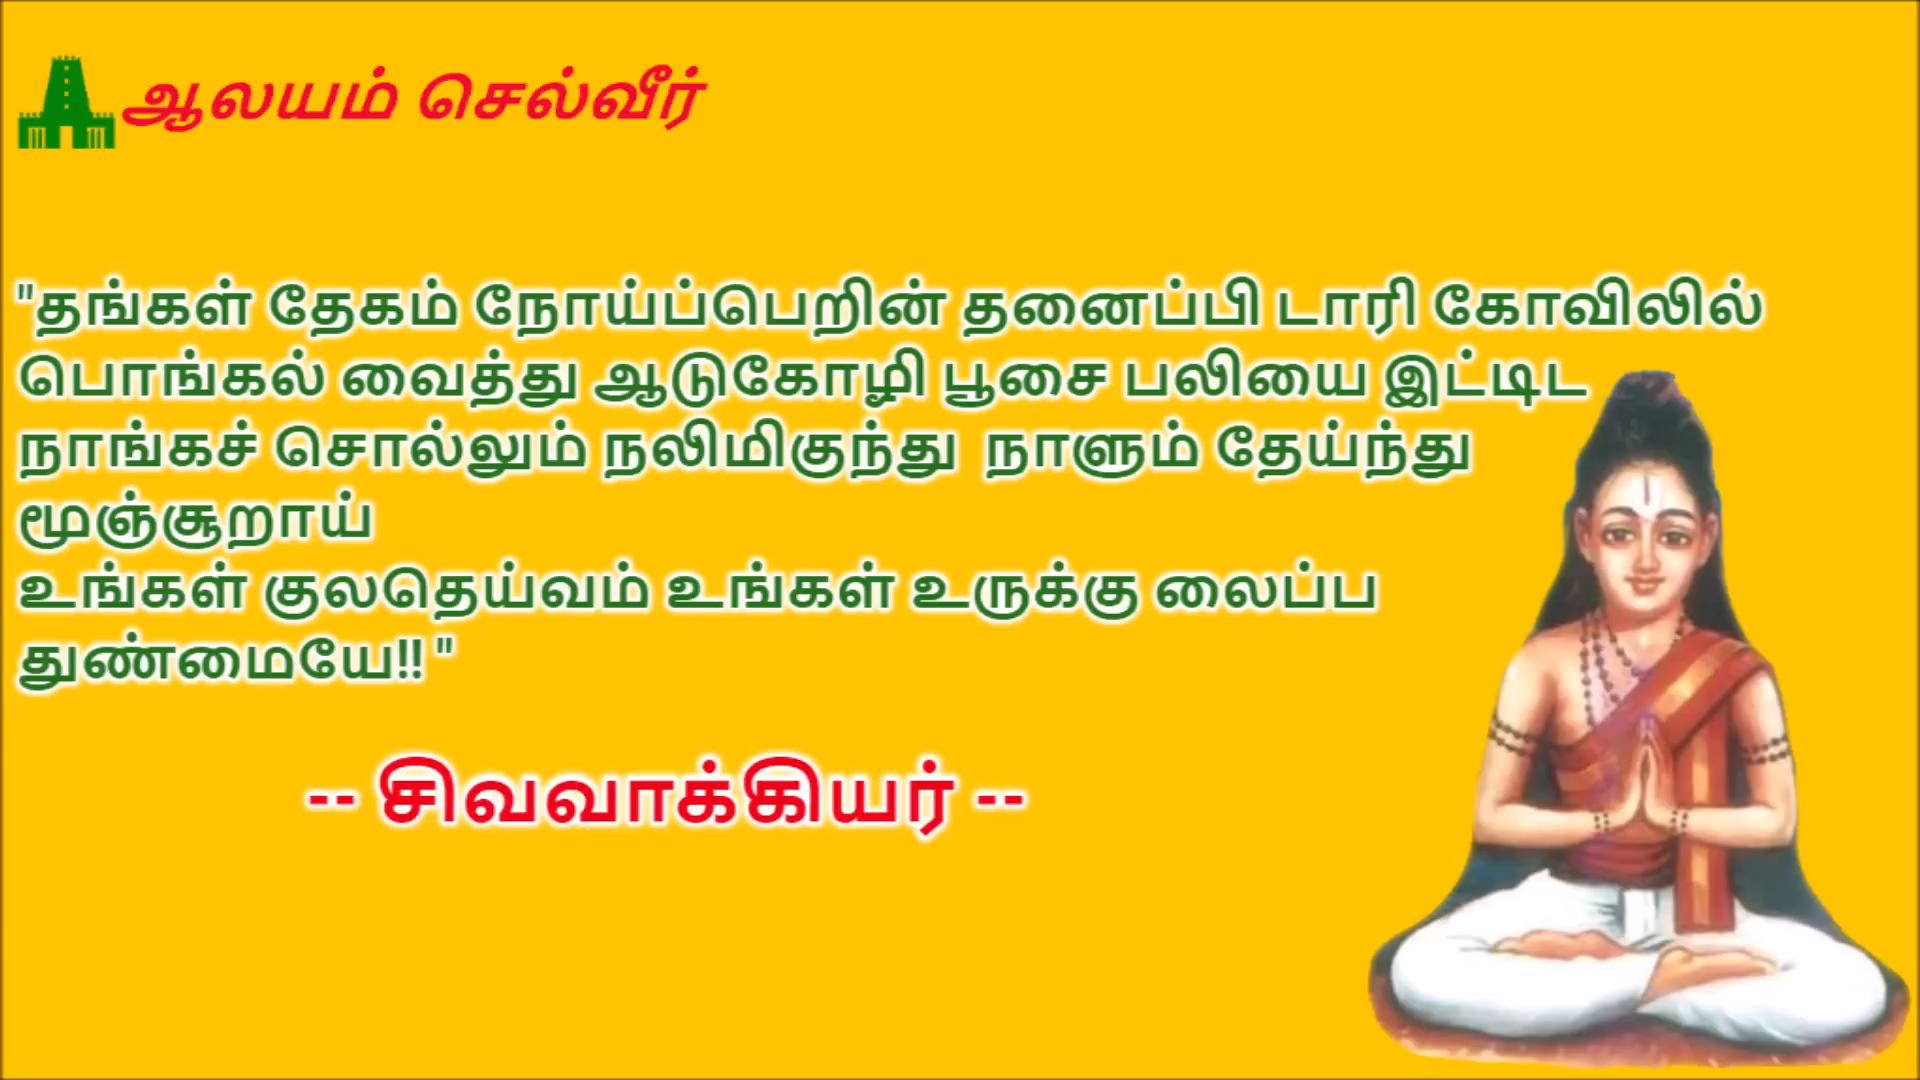 ஆலயம் செல்வீர்
"தங்கள் தேகம் நோய்ப்பெறின் தனைப்பி டாரி கோவிலில்
பொங்கல் வைத்து ஆடுகோழி பூசை பலியை இட்டிட
நாங்கச் சொல்லும் நலிமிகுந்து நாளும் தேய்ந்து
மூஞ்சூறாய்
உங்கள் குலதெய்வம் உங்கள் உருக்கு லைப்ப
துண்மையே!! "
-- சிவவாக்கியர் --